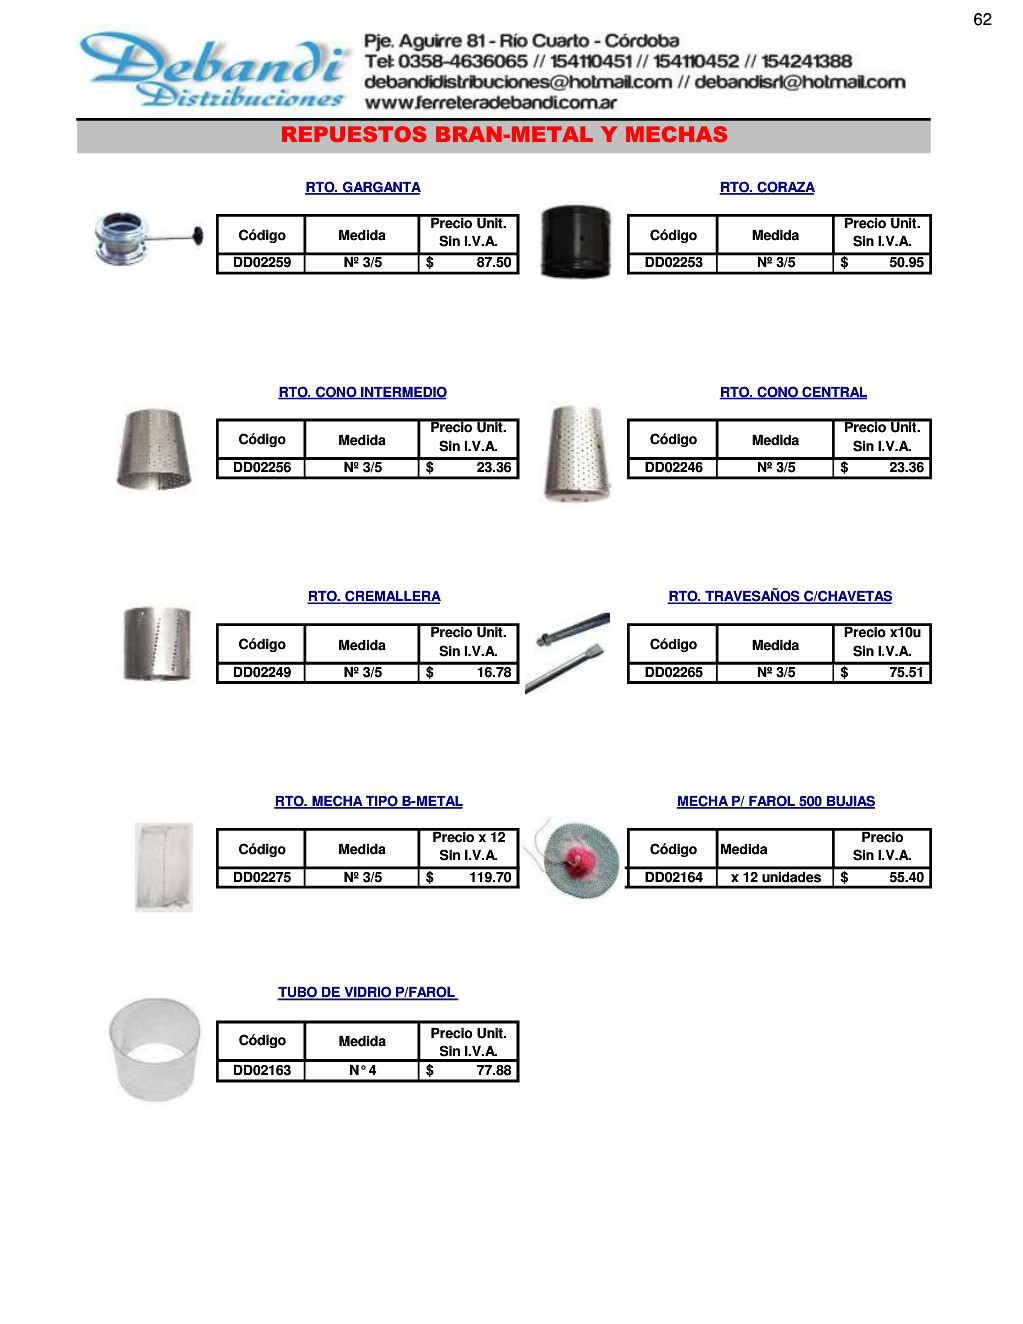 62
Debandi
Distribuciones
Pje. Aguirre 81 - Río Cuarto - Córdoba
Tel: 0358-4636065 // 154110451 // 154110452 // 154241388
debandidistribuciones@hotmail.com // debandisrl@hotmail.com
www.ferreteradebandi.com.ar
REPUESTOS BRAN-METAL Y MECHAS
RTO. GARGANTA
Código Medida Precio Unit. Sin I.V.A.
DD02259 Nº 3/5 $ 87.50
RTO. CORAZA
Código Medida Precio Unit. Sin I.V.A.
DD02253 Nº 3/5 $ 50.95
RTO. CONO INTERMEDIO
Código Medida Precio Unit. Sin I.V.A.
DD02256 Nº 3/5 $ 23.36
RTO. CONO CENTRAL
Código Medida Precio Unit. Sin I.V.A.
DD02246 Nº 3/5 $ 23.36
RTO. CREMALLERA
Código Medida Precio Unit. Sin I.V.A.
DD02249 Nº 3/5 $ 16.78
RTO. TRAVESAÑOS C/CHAVETAS
Código Medida Precio x10u Sin I.V.A.
DD02265 Nº 3/5 $ 75.51
RTO. MECHA TIPO B-METAL
Código Medida Precio x 12 Sin I.V.A.
DD02275 Nº 3/5 $ 119.70
MECHA P/ FAROL 500 BUJIAS
Código Medida Precio Sin I.V.A.
DD02164 x 12 unidades $ 55.40
TUBO DE VIDRIO P/FAROL
Código Medida Precio Unit. Sin I.V.A.
DD02163 N° 4 $ 77.88